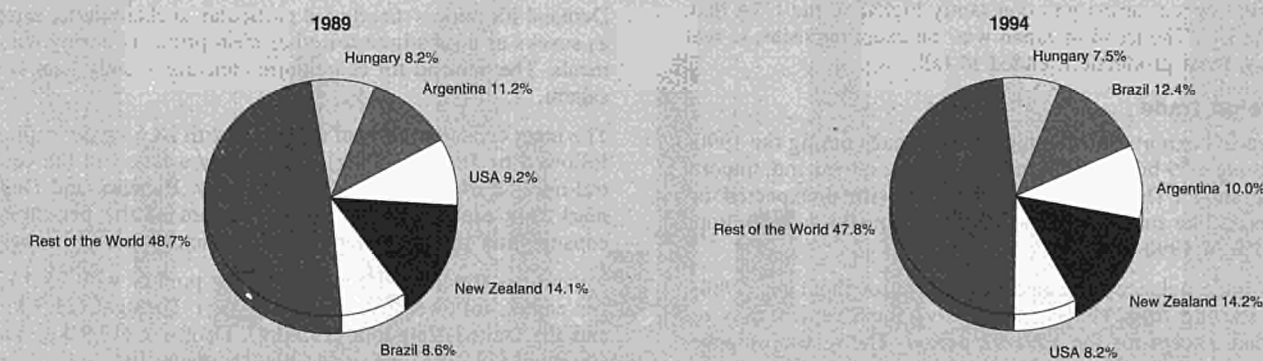 1989
Hungary 8.2%
Argentina 11.2%
USA 9.2%
New Zealand 14.1%
Brazil 8.6%
Rest of the World 48.7%
1994
Hungary 7.5%
Brazil 12.4%
Argentina 10.0%
New Zealand 14.2%
USA 8.2%
Rest of the World 47.8%